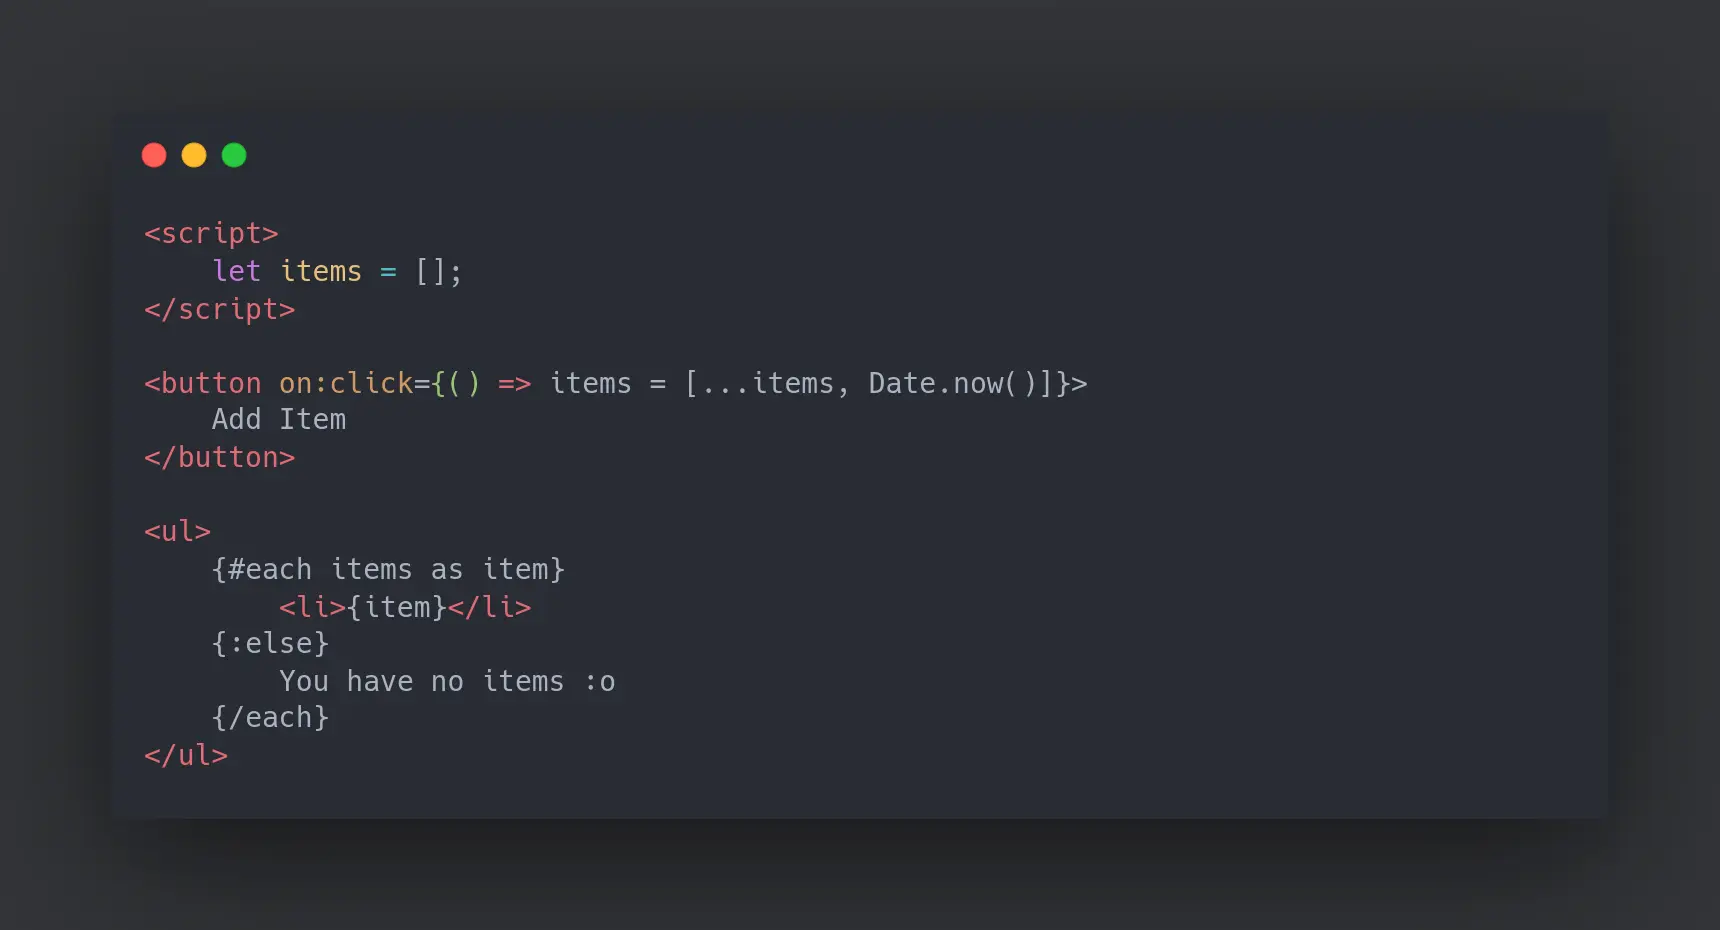 <script>
    let items = [];
</script>

<button on:click={() => items = [...items, Date.now()]}>
    Add Item
</button>

<ul>
    {#each items as item}
        <li>{item}</li>
    {:else}
        You have no items :o
    {/each}
</ul>